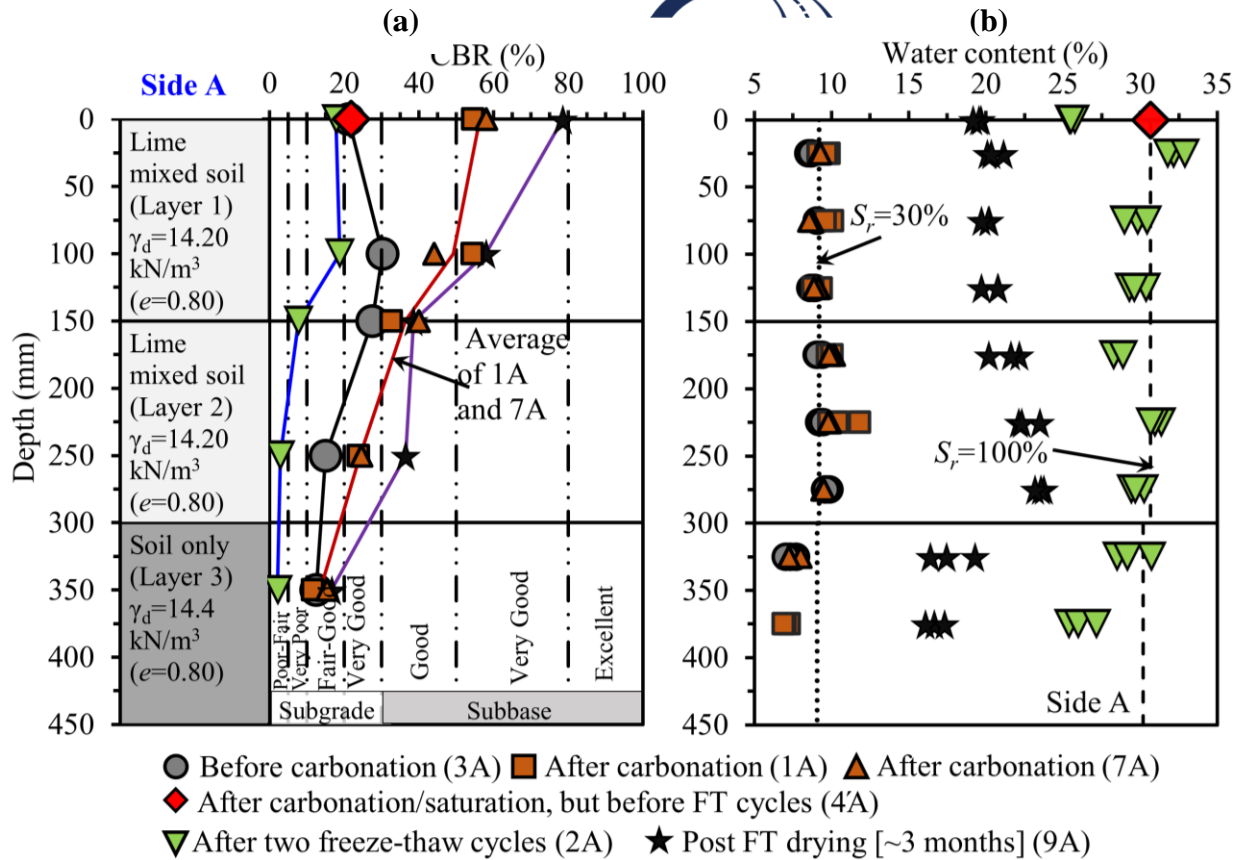 (a)
(b)
CBR (%)
Water content (%)
Side A
0 20 40 60 80 100
5 10 15 20 25 30 35
Depth (mm)
0
50
100
150
200
250
300
350
400
450
Lime
mixed soil
(Layer 1)
γd=14.20
kN/m³
(e=0.80)
Lime
mixed soil
(Layer 2)
γd=14.20
kN/m³
(e=0.80)
Soil only
(Layer 3)
γd=14.4
kN/m³
(e=0.80)
Average
of 1A
and 7A
Poor-Fair
Very Poor
Fair-Good
Very Good
Good
Very Good
Excellent
Subgrade
Subbase
Sr=30%
Sr=100%
Side A
Before carbonation (3A) After carbonation (1A) After carbonation (7A)
After carbonation/saturation, but before FT cycles (4A)
After two freeze-thaw cycles (2A) Post FT drying [~3 months] (9A)